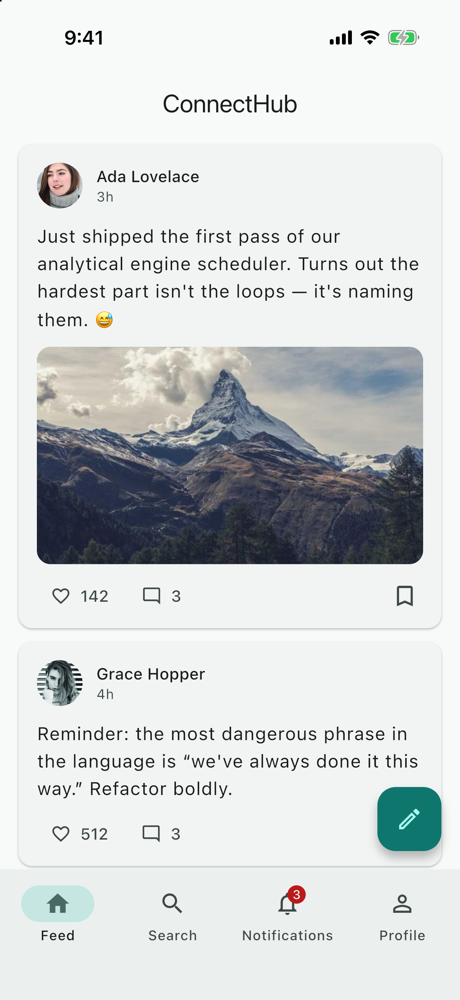 9:41
ConnectHub
Ada Lovelace
3h
Just shipped the first pass of our
analytical engine scheduler. Turns out the
hardest part isn't the loops — it's naming
them. 😅
142
3
Grace Hopper
4h
Reminder: the most dangerous phrase in
the language is “we've always done it this
way.” Refactor boldly.
512
3
3
Feed
Search
Notifications
Profile